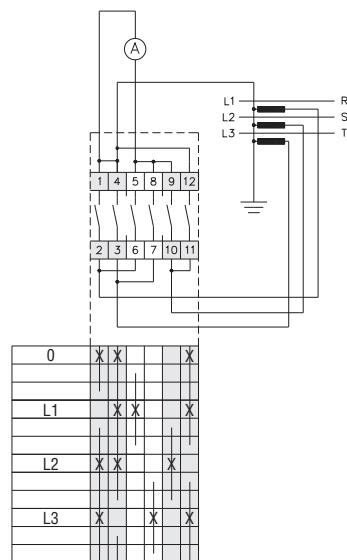 A
L1 R
L2 S
L3 T
1 4 5 8 9 12
2 3 6 7 10 11
0 X X X
L1 X X X
L2 X X X
L3 X X X